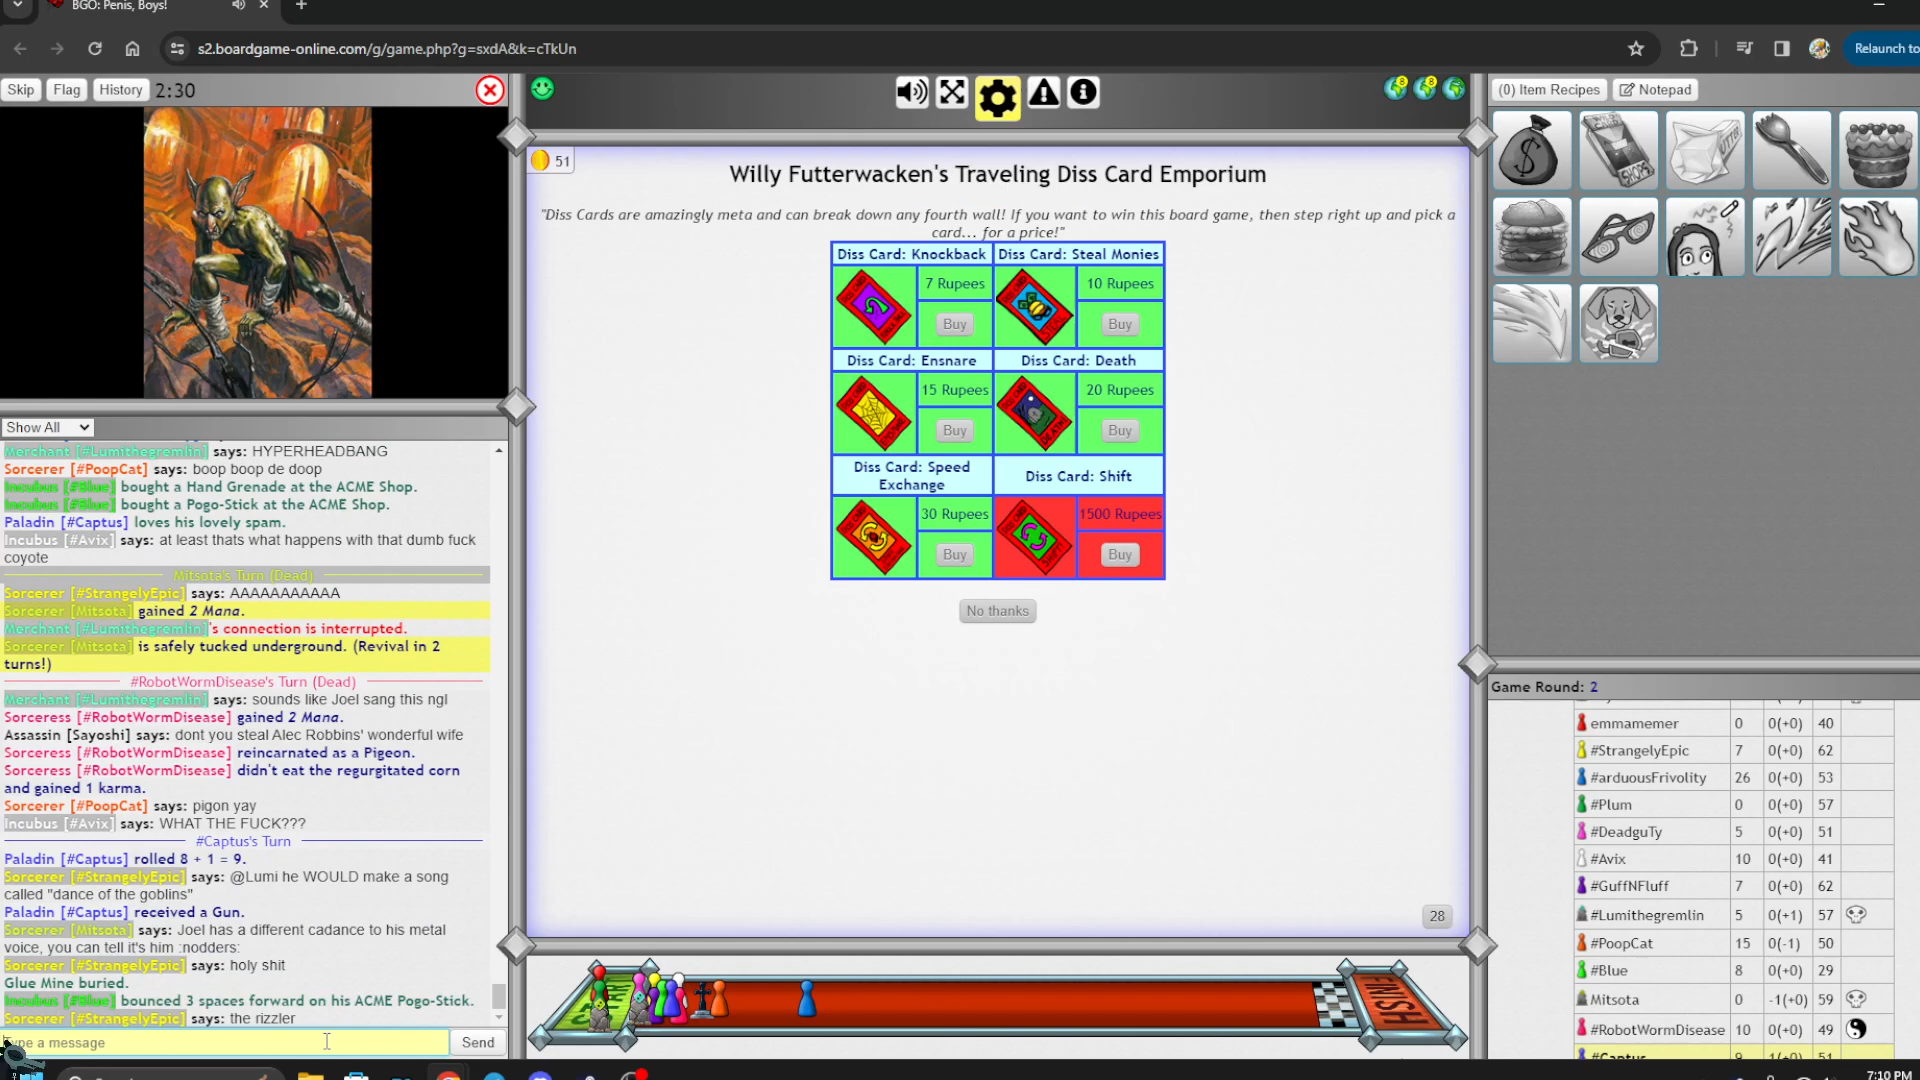 BGO: Penis, Boys!
s2.boardgame-online.com/g/game.php?g=sxdA&k=cTkUn
Relaunch to
Skip
Flag
History
2:30
8
8
(0) Item Recipes
Notepad
51
Willy Futterwacken's Traveling Diss Card Emporium
"Diss Cards are amazingly meta and can break down any fourth wall! If you want to win this board game, then step right up and pick a
card... for a price!"
Diss Card: Knockback
Diss Card: Steal Monies
7 Rupees
10 Rupees
Buy
Buy
Diss Card: Ensnare
Diss Card: Death
15 Rupees
20 Rupees
Buy
Buy
Diss Card: Speed
Exchange
Diss Card: Shift
30 Rupees
1500 Rupees
Buy
Buy
No thanks
28
Show All
Merchant [#Lumithegremlin] says: HYPERHEADBANG
Sorcerer [#PoopCat] says: boop boop de doop
Incubus [#Blue] bought a Hand Grenade at the ACME Shop.
Incubus [#Blue] bought a Pogo-Stick at the ACME Shop.
Paladin [#Captus] loves his lovely spam.
Incubus [#Avix] says: at least thats what happens with that dumb fuck
coyote
Mitsota's Turn (Dead)
Sorcerer [#StrangelyEpic] says: AAAAAAAAAAA
Sorcerer [Mitsota] gained 2 Mana.
Merchant [#Lumithegremlin]'s connection is interrupted.
Sorcerer [Mitsota] is safely tucked underground. (Revival in 2
turns!)
#RobotWormDisease's Turn (Dead)
Merchant [#Lumithegremlin] says: sounds like Joel sang this ngl
Sorceress [#RobotWormDisease] gained 2 Mana.
Assassin [Sayoshi] says: dont you steal Alec Robbins' wonderful wife
Sorceress [#RobotWormDisease] reincarnated as a Pigeon.
Sorceress [#RobotWormDisease] didn't eat the regurgitated corn
and gained 1 karma.
Sorcerer [#PoopCat] says: pigon yay
Incubus [#Avix] says: WHAT THE FUCK???
#Captus's Turn
Paladin [#Captus] rolled 8 + 1 = 9.
Sorcerer [#StrangelyEpic] says: @Lumi he WOULD make a song
called "dance of the goblins"
Paladin [#Captus] received a Gun.
Sorcerer [Mitsota] says: Joel has a different cadance to his metal
voice, you can tell it's him :nodders:
Sorcerer [#StrangelyEpic] says: holy shit
Glue Mine buried.
Incubus [#Blue] bounced 3 spaces forward on his ACME Pogo-Stick.
Sorcerer [#StrangelyEpic] says: the rizzler
Type a message
Send
FINISH
Game Round: 2
emmamemer 0 0(+0) 40
#StrangelyEpic 7 0(+0) 62
#arduousFrivolity 26 0(+0) 53
#Plum 0 0(+0) 57
#DeadguTy 5 0(+0) 51
#Avix 10 0(+0) 41
#GuffNFluff 7 0(+0) 62
#Lumithegremlin 5 0(+1) 57
#PoopCat 15 0(-1) 50
#Blue 8 0(+0) 29
Mitsota 0 -1(+0) 59
#RobotWormDisease 10 0(+0) 49
#Captus 9 1(+0) 51
7:10 PM